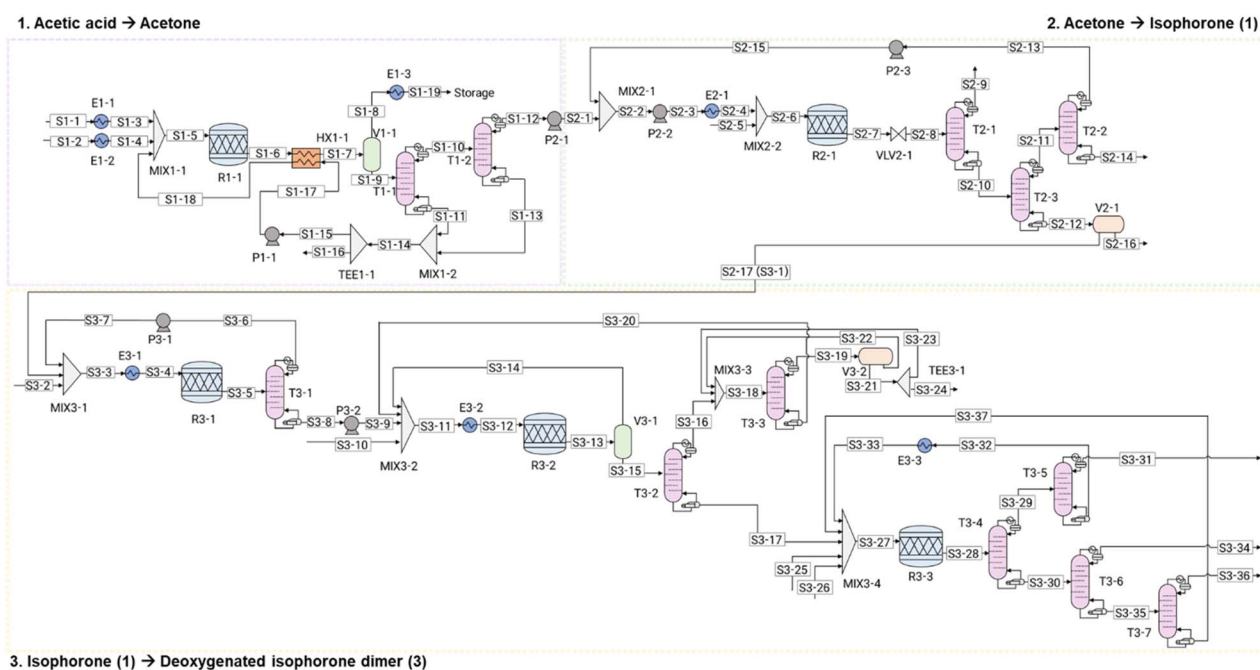 1. Acetic acid → Acetone
2. Acetone → Isophorone (1)
E1-3
S1-19
Storage
S1-8
E1-1
S1-1
S1-3
S1-2
S1-4
E1-2
MIX1-1
S1-5
R1-1
S1-6
HX1-1
S1-7
V1-1
S1-9
T1-1
S1-10
T1-2
S1-12
P2-1
S1-17
S1-18
S1-11
S1-13
S1-15
S1-14
S1-16
P1-1
TEE1-1
MIX1-2
S2-15
P2-3
S2-13
S2-1
MIX2-1
S2-2
P2-2
S2-3
E2-1
S2-4
S2-5
MIX2-2
S2-6
R2-1
S2-7
VLV2-1
S2-8
S2-9
T2-1
S2-10
S2-11
T2-2
S2-14
T2-3
S2-12
V2-1
S2-16
S2-17 (S3-1)
S3-7
P3-1
S3-6
S3-2
MIX3-1
S3-3
E3-1
S3-4
R3-1
S3-5
T3-1
S3-8
P3-2
S3-9
S3-10
S3-20
S3-14
MIX3-2
S3-11
E3-2
S3-12
R3-2
S3-13
V3-1
S3-15
T3-2
S3-16
MIX3-3
S3-18
T3-3
S3-19
S3-22
S3-23
V3-2
S3-21
TEE3-1
S3-24
S3-17
S3-25
S3-26
S3-37
S3-33
E3-3
S3-32
S3-31
MIX3-4
S3-27
R3-3
S3-28
T3-4
S3-29
T3-5
S3-30
T3-6
S3-34
S3-35
S3-36
T3-7
3. Isophorone (1) → Deoxygenated isophorone dimer (3)